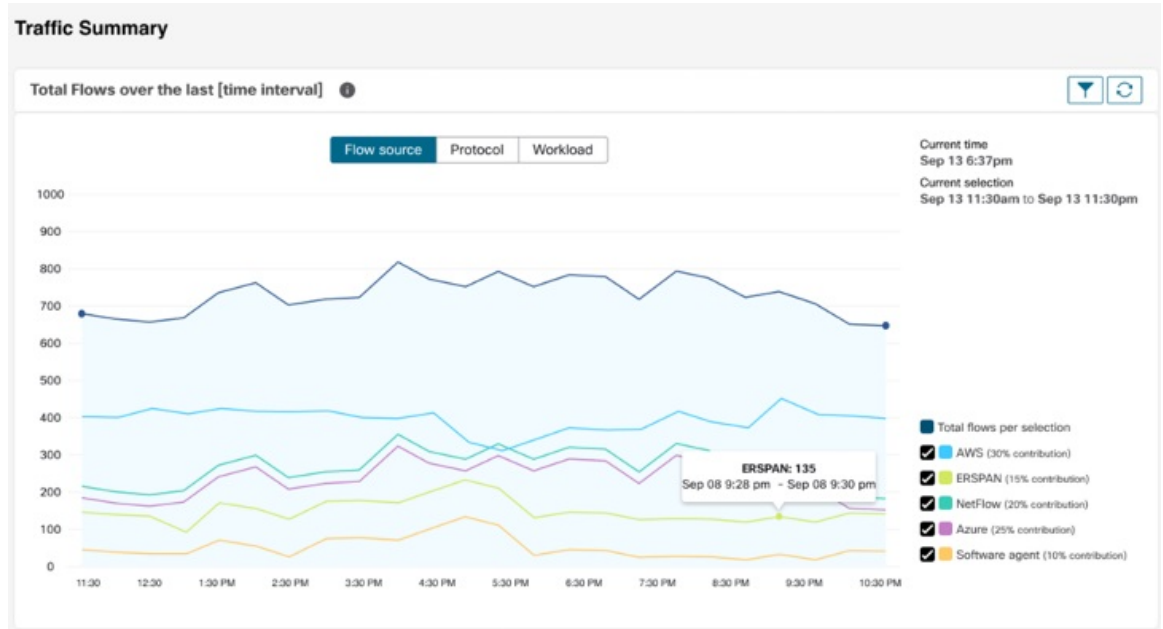 Traffic Summary
Total Flows over the last [time interval]
Flow source Protocol Workload
Current time
Sep 13 6:37pm
Current selection
Sep 13 11:30am to Sep 13 11:30pm
1000
900
800
700
600
500
400
300
200
100
0
ERSPAN: 135
Sep 08 9:28 pm - Sep 08 9:30 pm
11:30 12:30 1:30 PM 2:30 PM 3:30 PM 4:30 PM 5:30 PM 6:30 PM 7:30 PM 8:30 PM 9:30 PM 10:30 PM
Total flows per selection
AWS (30% contribution)
ERSPAN (15% contribution)
NetFlow (20% contribution)
Azure (25% contribution)
Software agent (10% contribution)